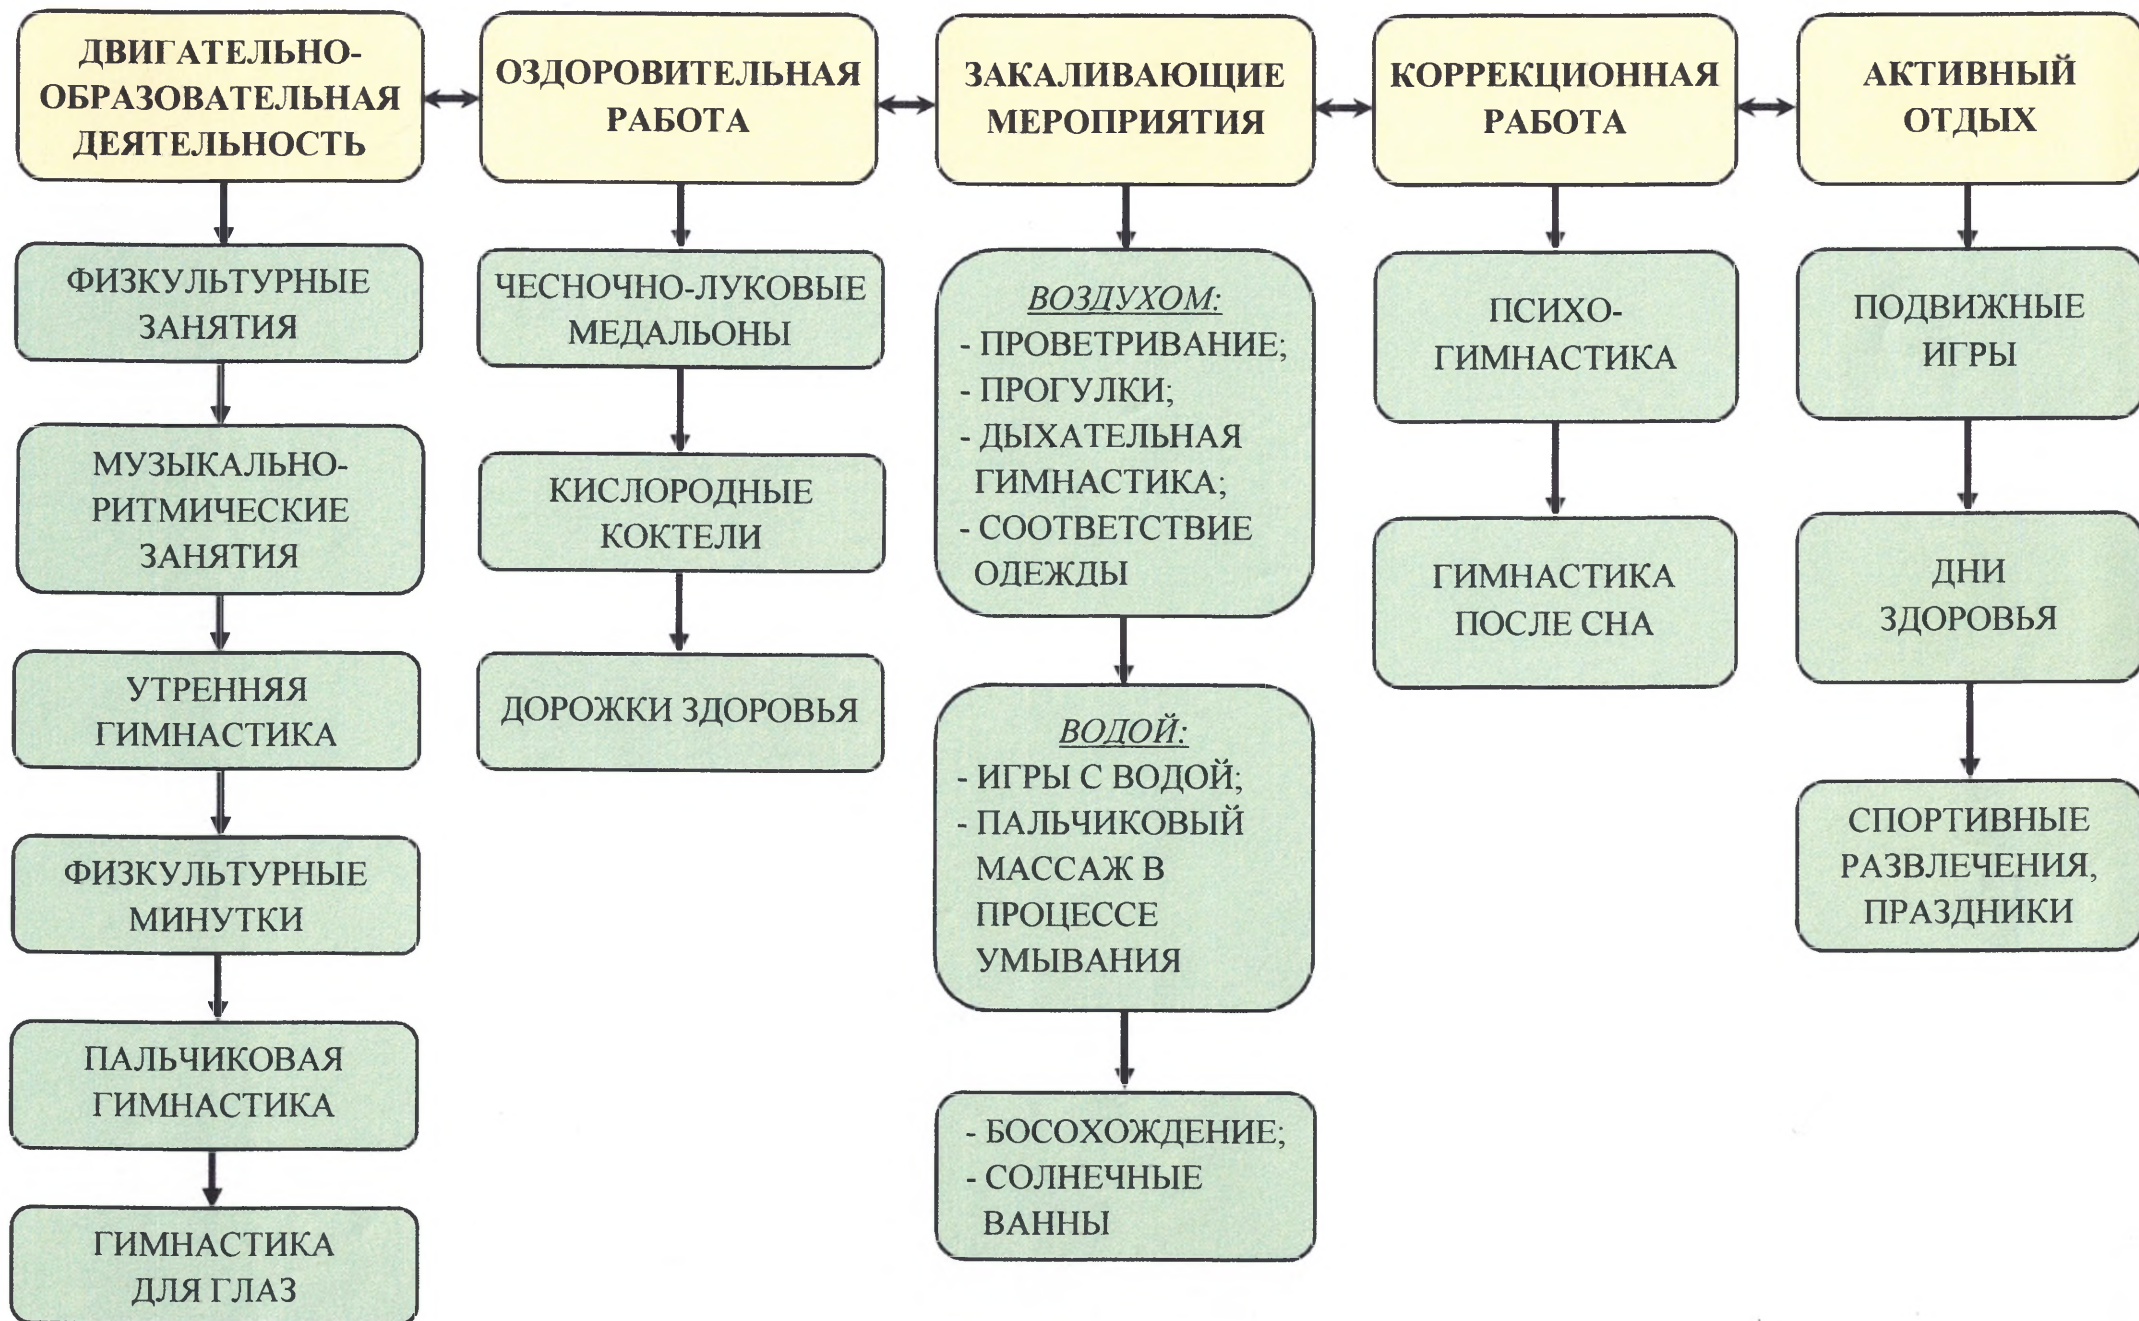 ДВИГАТЕЛЬНО-
ОБРАЗОВАТЕЛЬНАЯ
ДЕЯТЕЛЬНОСТЬ
ФИЗКУЛЬТУРНЫЕ
ЗАНЯТИЯ
МУЗЫКАЛЬНО-
РИТМИЧЕСКИЕ
ЗАНЯТИЯ
УТРЕННЯЯ
ГИМНАСТИКА
ФИЗКУЛЬТУРНЫЕ
МИНУТКИ
ПАЛЬЧИКОВАЯ
ГИМНАСТИКА
ГИМНАСТИКА
ДЛЯ ГЛАЗ
ОЗДОРОВИТЕЛЬНАЯ
РАБОТА
ЧЕСНОЧНО-ЛУКОВЫЕ
МЕДАЛЬОНЫ
КИСЛОРОДНЫЕ
КОКТЕЛИ
ДОРОЖКИ ЗДОРОВЬЯ
ЗАКАЛИВАЮЩИЕ
МЕРОПРИЯТИЯ
ВОЗДУХОМ:
- ПРОВЕТРИВАНИЕ;
- ПРОГУЛКИ;
- ДЫХАТЕЛЬНАЯ
ГИМНАСТИКА;
- СООТВЕТСТВИЕ
ОДЕЖДЫ
ВОДОЙ:
- ИГРЫ С ВОДОЙ;
- ПАЛЬЧИКОВЫЙ
МАССАЖ В
ПРОЦЕССЕ
УМЫВАНИЯ
- БОСОХОЖДЕНИЕ;
- СОЛНЕЧНЫЕ
ВАННЫ
КОРРЕКЦИОННАЯ
РАБОТА
ПСИХО-
ГИМНАСТИКА
ГИМНАСТИКА
ПОСЛЕ СНА
АКТИВНЫЙ
ОТДЫХ
ПОДВИЖНЫЕ
ИГРЫ
ДНИ
ЗДОРОВЬЯ
СПОРТИВНЫЕ
РАЗВЛЕЧЕНИЯ,
ПРАЗДНИКИ